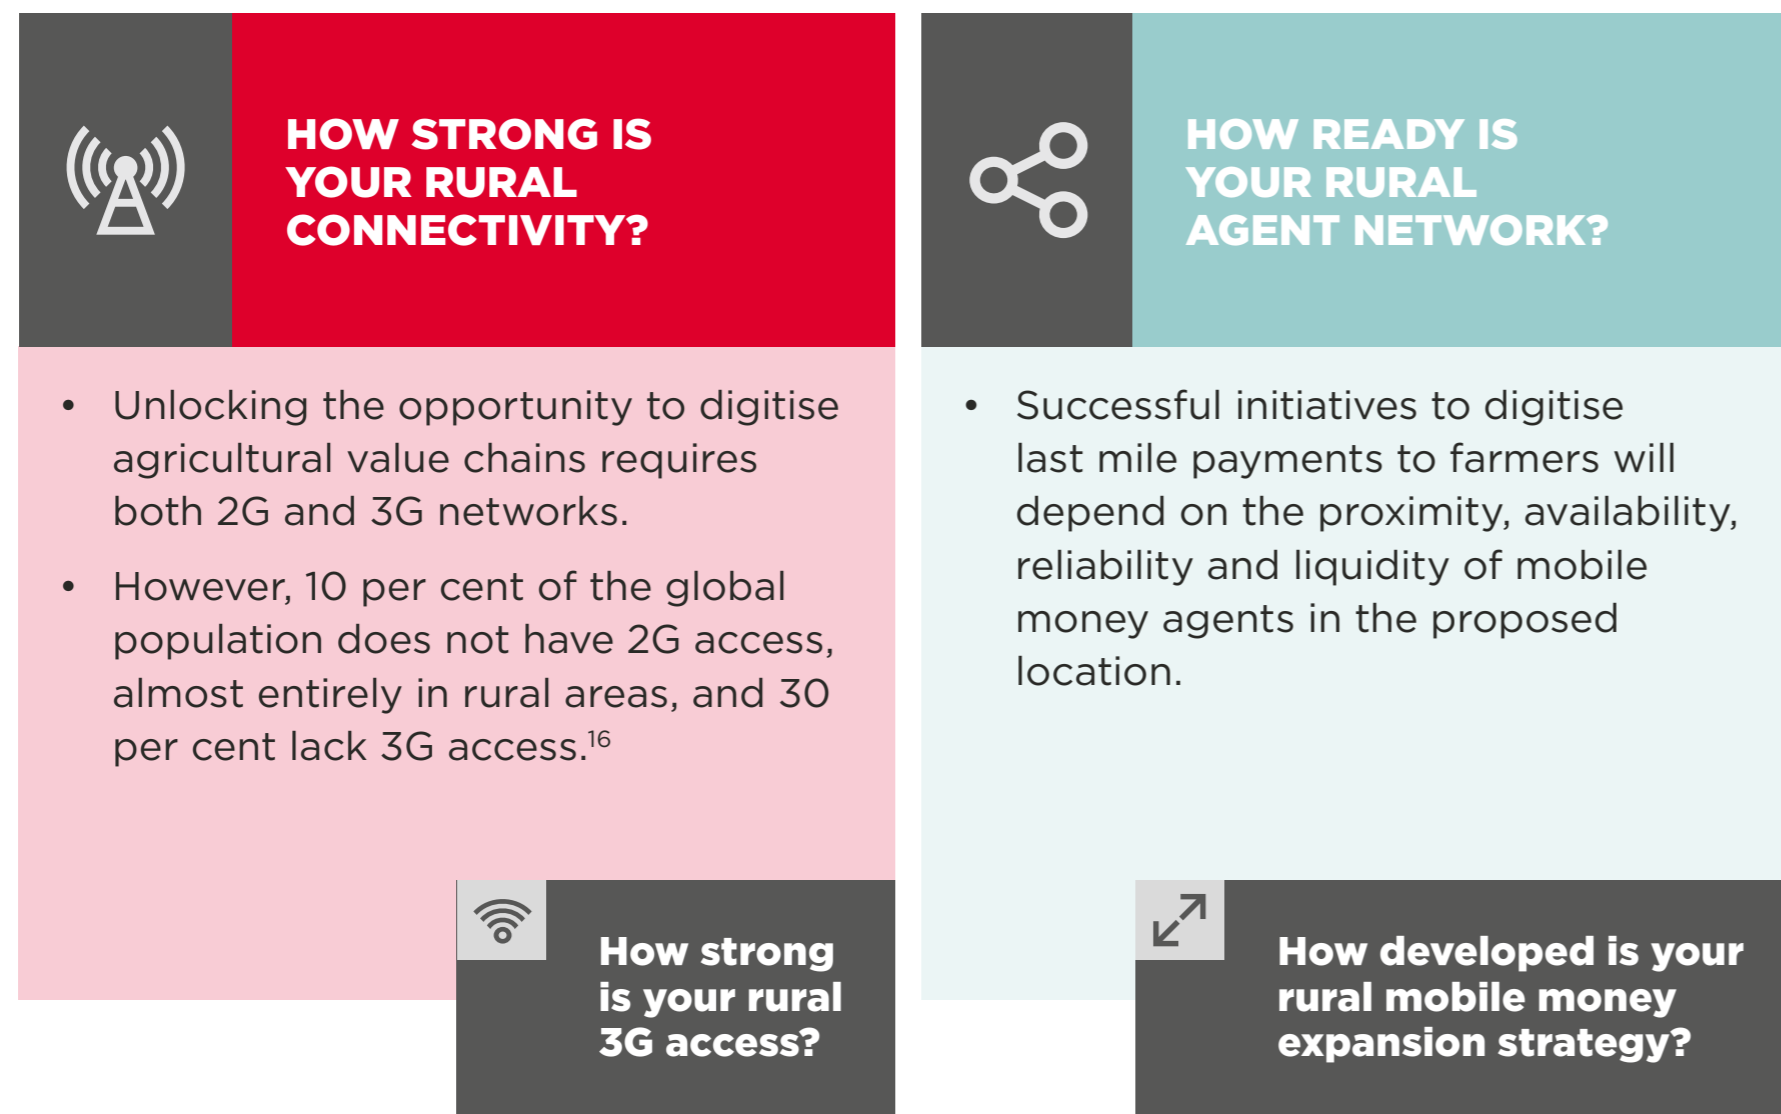 HOW STRONG IS
YOUR RURAL
CONNECTIVITY?
• Unlocking the opportunity to digitise
agricultural value chains requires
both 2G and 3G networks.
• However, 10 per cent of the global
population does not have 2G access,
almost entirely in rural areas, and 30
per cent lack 3G access.16
How strong
is your rural
3G access?
HOW READY IS
YOUR RURAL
AGENT NETWORK?
• Successful initiatives to digitise
last mile payments to farmers will
depend on the proximity, availability,
reliability and liquidity of mobile
money agents in the proposed
location.
How developed is your
rural mobile money
expansion strategy?